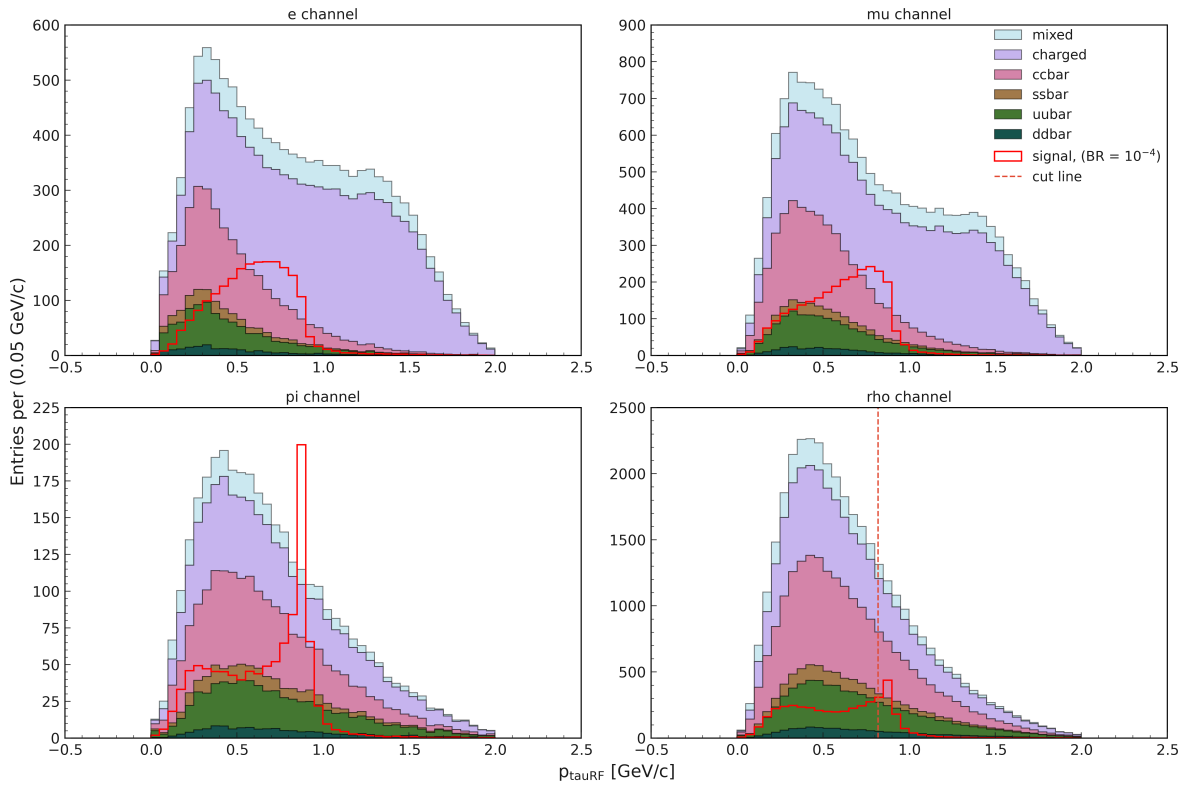 e channel
mu channel
600
500
400
300
200
100
0
−0.5 0.0 0.5 1.0 1.5 2.0 2.5
900
800
700
600
500
400
300
200
100
0
−0.5 0.0 0.5 1.0 1.5 2.0 2.5
mixed
charged
ccbar
ssbar
uubar
ddbar
signal, (BR = 10⁻⁴)
cut line
Entries per (0.05 GeV/c)
pi channel
rho channel
225
200
175
150
125
100
75
50
25
0
−0.5 0.0 0.5 1.0 1.5 2.0 2.5
2500
2000
1500
1000
500
0
−0.5 0.0 0.5 1.0 1.5 2.0 2.5
p_tauRF [GeV/c]